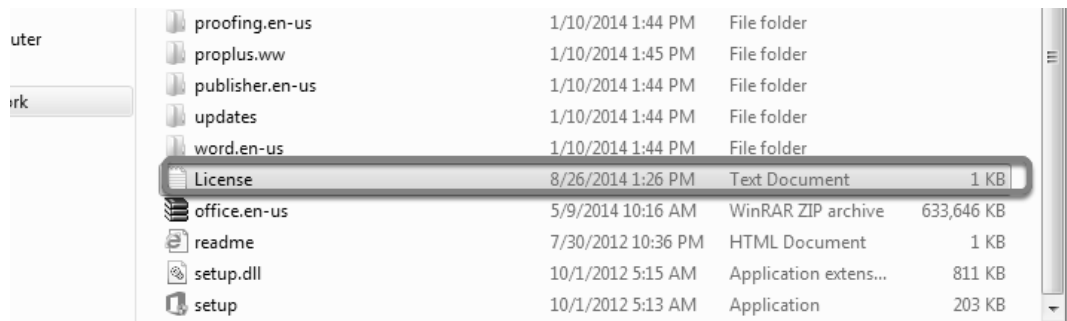 uter
ork
proofing.en-us 1/10/2014 1:44 PM File folder
proplus.ww 1/10/2014 1:45 PM File folder
publisher.en-us 1/10/2014 1:44 PM File folder
updates 1/10/2014 1:44 PM File folder
word.en-us 1/10/2014 1:44 PM File folder
License 8/26/2014 1:26 PM Text Document 1 KB
office.en-us 5/9/2014 10:16 AM WinRAR ZIP archive 633,646 KB
readme 7/30/2012 10:36 PM HTML Document 1 KB
setup.dll 10/1/2012 5:15 AM Application extens... 811 KB
setup 10/1/2012 5:13 AM Application 203 KB